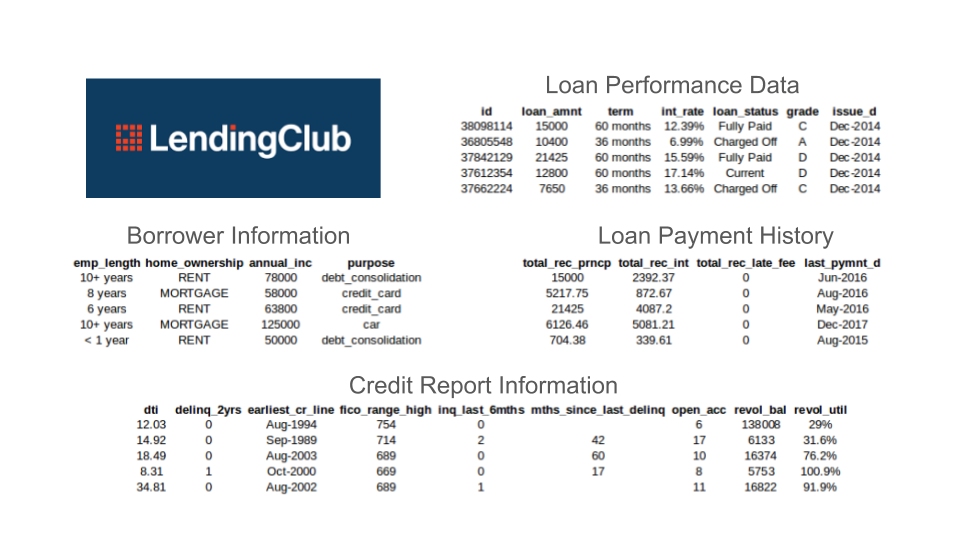 LendingClub
Loan Performance Data
id loan_amnt term int_rate loan_status grade issue_d
38098114 15000 60 months 12.39% Fully Paid C Dec-2014
36805548 10400 36 months 6.99% Charged Off A Dec-2014
37842129 21425 60 months 15.59% Fully Paid D Dec-2014
37612354 12800 60 months 17.14% Current D Dec-2014
37662224 7650 36 months 13.66% Charged Off C Dec-2014
Borrower Information
emp_length home_ownership annual_inc purpose
10+ years RENT 78000 debt_consolidation
8 years MORTGAGE 58000 credit_card
6 years RENT 63800 credit_card
10+ years MORTGAGE 125000 car
< 1 year RENT 50000 debt_consolidation
Loan Payment History
total_rec_prncp total_rec_int total_rec_late_fee last_pymnt_d
15000 2392.37 0 Jun-2016
5217.75 872.67 0 Aug-2016
21425 4087.2 0 May-2016
6126.46 5081.21 0 Dec-2017
704.38 339.61 0 Aug-2015
Credit Report Information
dti delinq_2yrs earliest_cr_line fico_range_high inq_last_6mths mths_since_last_delinq open_acc revol_bal revol_util
12.03 0 Aug-1994 754 0 6 138008 29%
14.92 0 Sep-1989 714 2 42 17 6133 31.6%
18.49 0 Aug-2003 689 0 60 10 16374 76.2%
8.31 1 Oct-2000 669 0 17 8 5753 100.9%
34.81 0 Aug-2002 689 1 11 16822 91.9%